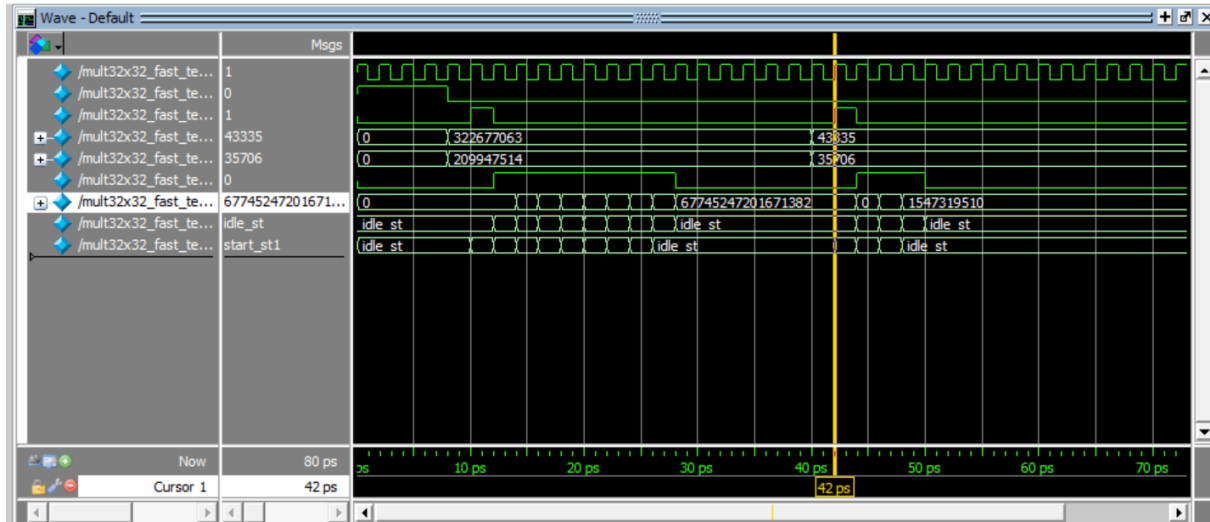 Wave - Default
Msgs
/mult32x32_fast_te... 1
/mult32x32_fast_te... 0
/mult32x32_fast_te... 1
/mult32x32_fast_te... 43335 0 322677063 43335
/mult32x32_fast_te... 35706 0 209947514 35706
/mult32x32_fast_te... 0
/mult32x32_fast_te... 67745247201671... 0 67745247201671382 0 1547319510
/mult32x32_fast_te... idle_st idle_st idle_st idle_st
/mult32x32_fast_te... start_st1 idle_st idle_st idle_st
Now 80 ps ps 10 ps 20 ps 30 ps 40 ps 50 ps 60 ps 70 ps
Cursor 1 42 ps 42 ps